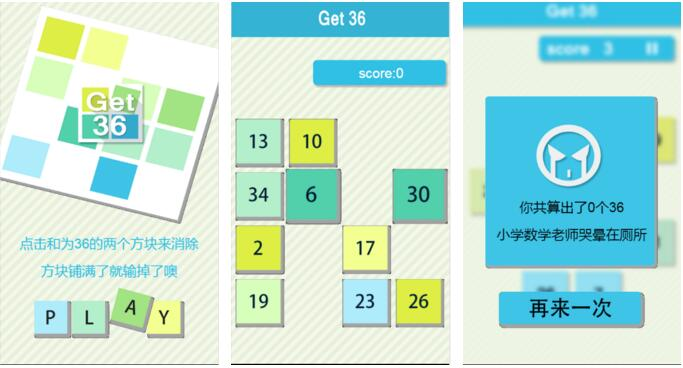 Get
36
点击和为36的两个方块来消除
方块铺满了就输掉了噢
P L A Y
Get 36
score:0
13 10
34 6 30
2 17
19 23 26
Get 36
score 3
你共算出了0个36
小学数学老师哭晕在厕所
再来一次